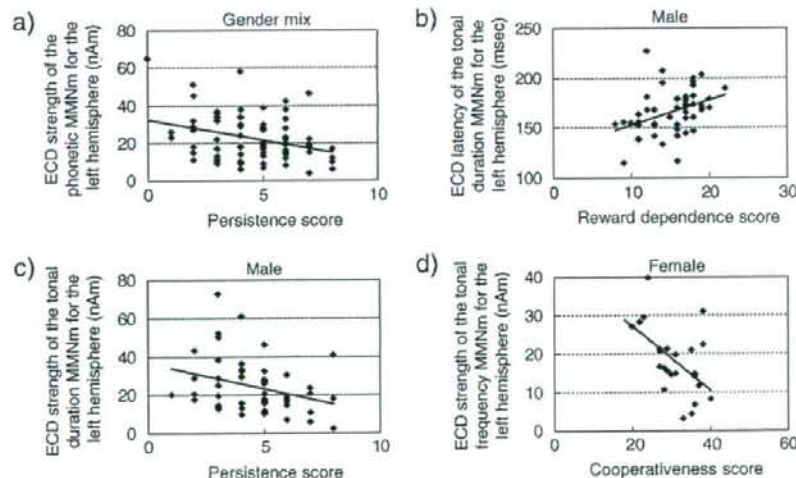 a)
Gender mix
ECD strength of the
phonetic MMNm for the
left hemisphere (nAm)
80
60
40
20
0
0
5
10
Persistence score
b)
Male
ECD latency of the tonal
duration MMNm for the
left hemisphere (msec)
250
200
150
100
0
10
20
30
Reward dependence score
c)
Male
ECD strength of the tonal
duration MMNm for the
left hemisphere (nAm)
80
60
40
20
0
0
5
10
Persistence score
d)
Female
ECD strength of the tonal
frequency MMNm for the
left hemisphere (nAm)
40
30
20
10
0
0
20
40
60
Cooperativeness score